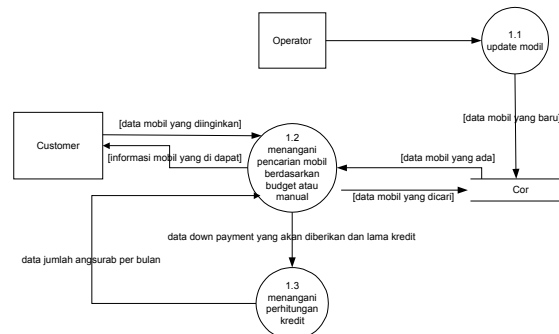 Operator
1.1
update modil
[data mobil yang baru]
[data mobil yang diinginkan]
Customer
[informasi mobil yang di dapat]
1.2
menangani
pencarian mobil
berdasarkan
budget atau
manual
[data mobil yang ada]
Cor
[data mobil yang dicari]
data down payment yang akan diberikan dan lama kredit
data jumlah angsurab per bulan
1.3
menangani
perhitungan
kredit